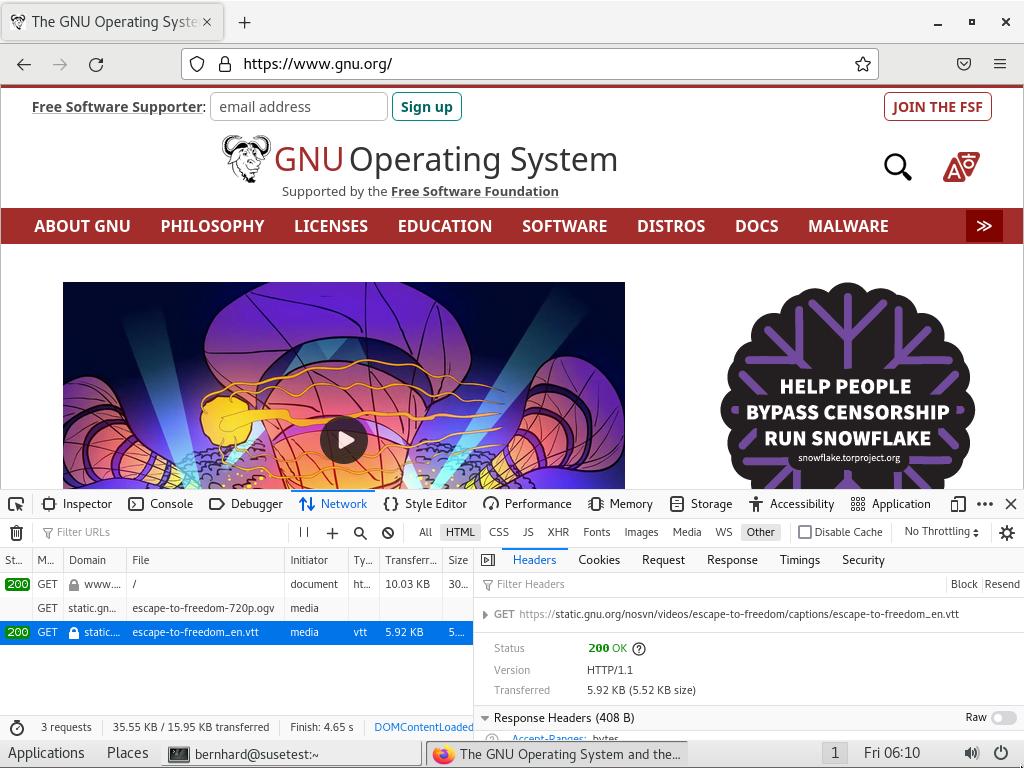 The GNU Operating Syste
https://www.gnu.org/
Free Software Supporter: email address Sign up JOIN THE FSF
GNU Operating System
Supported by the Free Software Foundation
ABOUT GNU PHILOSOPHY LICENSES EDUCATION SOFTWARE DISTROS DOCS MALWARE ≫
HELP PEOPLE
BYPASS CENSORSHIP
RUN SNOWFLAKE
snowflake.torproject.org
Inspector Console Debugger Network Style Editor Performance Memory Storage Accessibility Application
Filter URLs All HTML CSS JS XHR Fonts Images Media WS Other Disable Cache No Throttling
St... M... Domain File Initiator Ty... Transferr... Size Headers Cookies Request Response Timings Security
200 GET www.... / document ht... 10.03 KB 30... Filter Headers Block Resend
GET static.gn... escape-to-freedom-720p.ogv media GET https://static.gnu.org/nosvn/videos/escape-to-freedom/captions/escape-to-freedom_en.vtt
200 GET static.... escape-to-freedom_en.vtt media vtt 5.92 KB 5....
Status 200 OK
Version HTTP/1.1
Transferred 5.92 KB (5.52 KB size)
Response Headers (408 B) Raw
3 requests 35.55 KB / 15.95 KB transferred Finish: 4.65 s DOMContentLoaded
Accept-Ranges: bytes
Applications Places bernhard@susetest:~ The GNU Operating System and the... 1 Fri 06:10